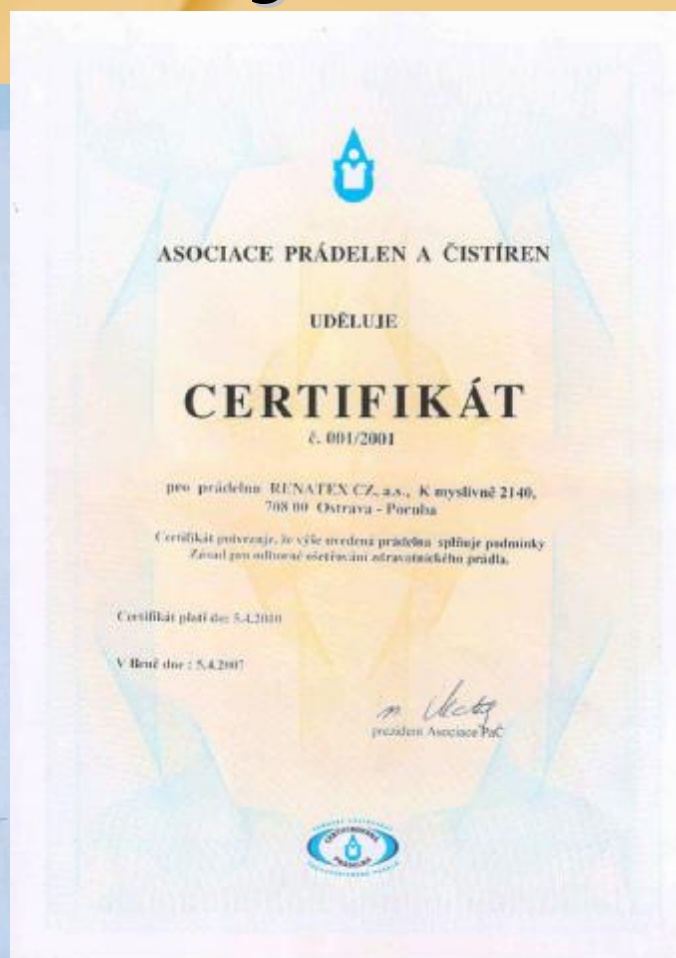 ASOCIACE PRÁDELEN A ČISTÍREN
UDĚLUJE
CERTIFIKÁT
č. 001/2001
pro prádelnu RENATEX CZ, a.s., K myslivně 2140,
708 00 Ostrava - Poruba
Certifikát potvrzuje, že výše uvedená prádelna splňuje podmínky
Zásad pro odborné ošetřování zdravotnického prádla.
Certifikát platí do: 5.4.2010
V Brně dne : 5.4.2007
prezident Asociace PaČ
CERTIFIKOVANÁ
PRÁDELNA